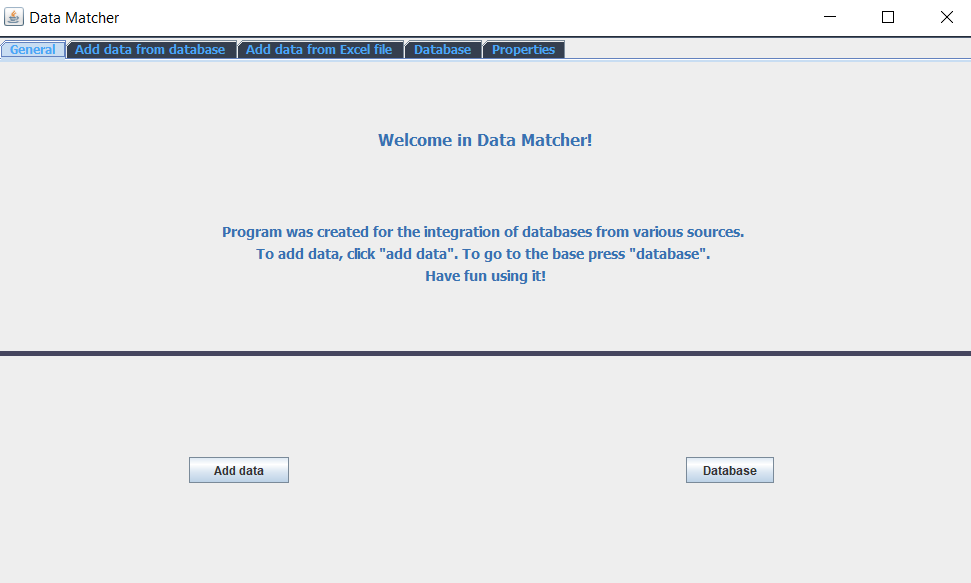 Data Matcher
General Add data from database Add data from Excel file Database Properties
Welcome in Data Matcher!
Program was created for the integration of databases from various sources.
To add data, click "add data". To go to the base press "database".
Have fun using it!
Add data Database